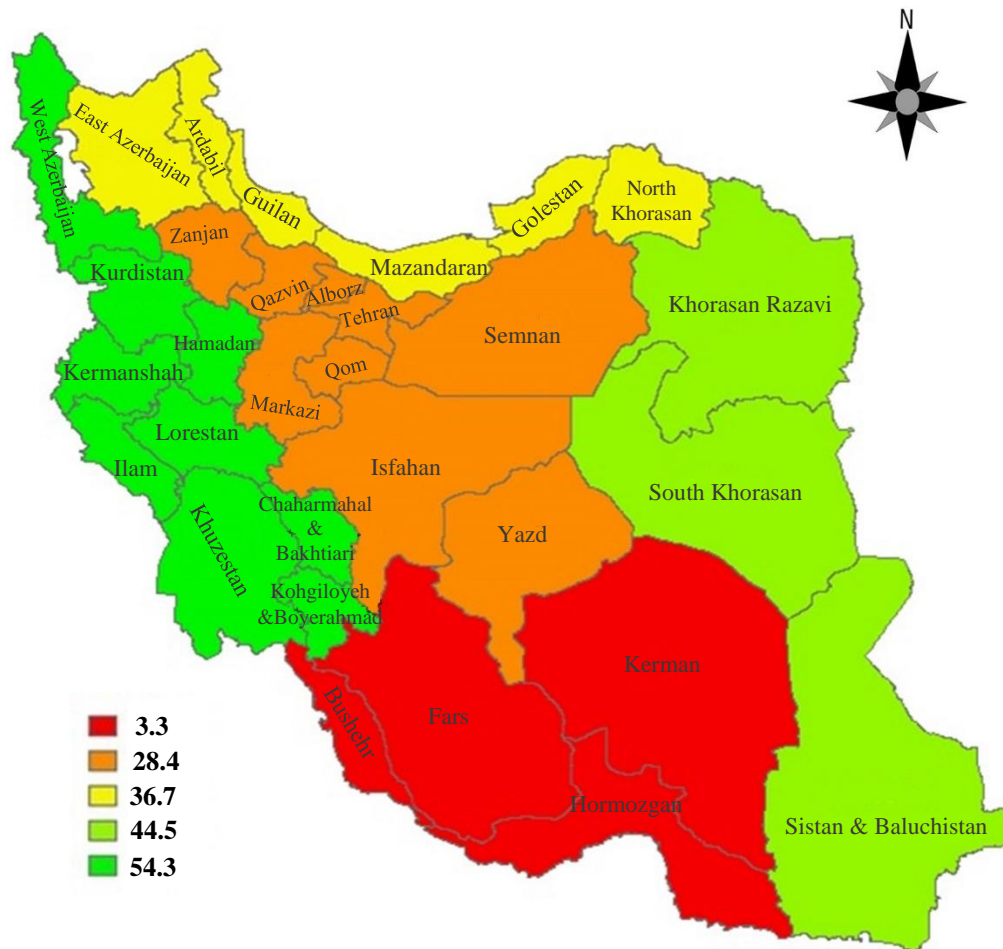 N
West Azerbaijan
East Azerbaijan
Ardabil
Guilan
Golestan
North
Khorasan
Zanjan
Mazandaran
Kurdistan
Qazvin
Alborz
Tehran
Khorasan Razavi
Hamadan
Semnan
Kermanshah
Qom
Markazi
Lorestan
Ilam
Isfahan
South Khorasan
Khuzestan
Chaharmahal
&
Bakhtiari
Yazd
Kohgiloyeh
&Boyerahmad
Kerman
Bushehr
Fars
Hormozgan
Sistan & Baluchistan
3.3
28.4
36.7
44.5
54.3